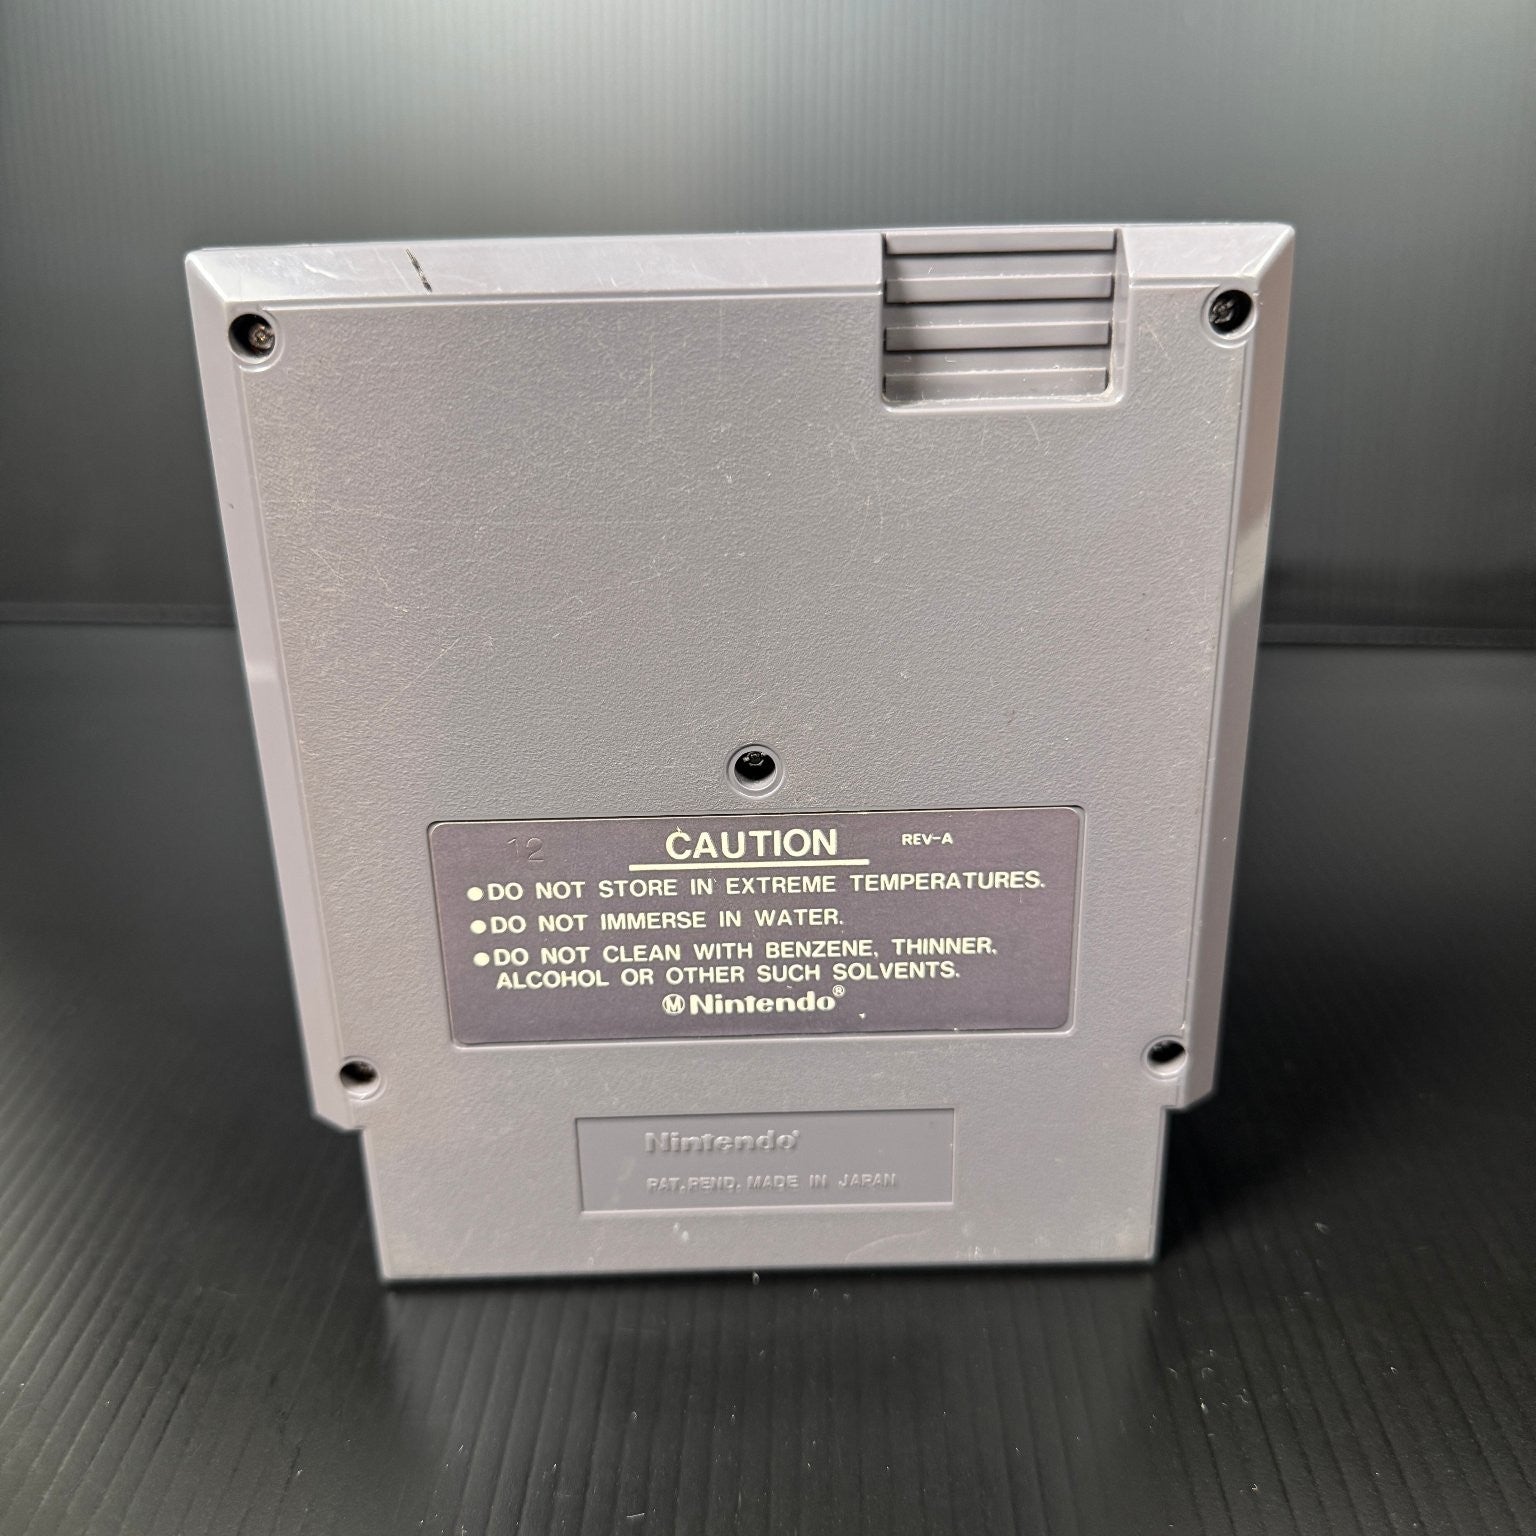 12
CAUTION REV-A
●DO NOT STORE IN EXTREME TEMPERATURES.
●DO NOT IMMERSE IN WATER.
●DO NOT CLEAN WITH BENZENE, THINNER,
ALCOHOL OR OTHER SUCH SOLVENTS.
Ⓜ Nintendo®
Nintendo®
PAT. PEND. MADE IN JAPAN